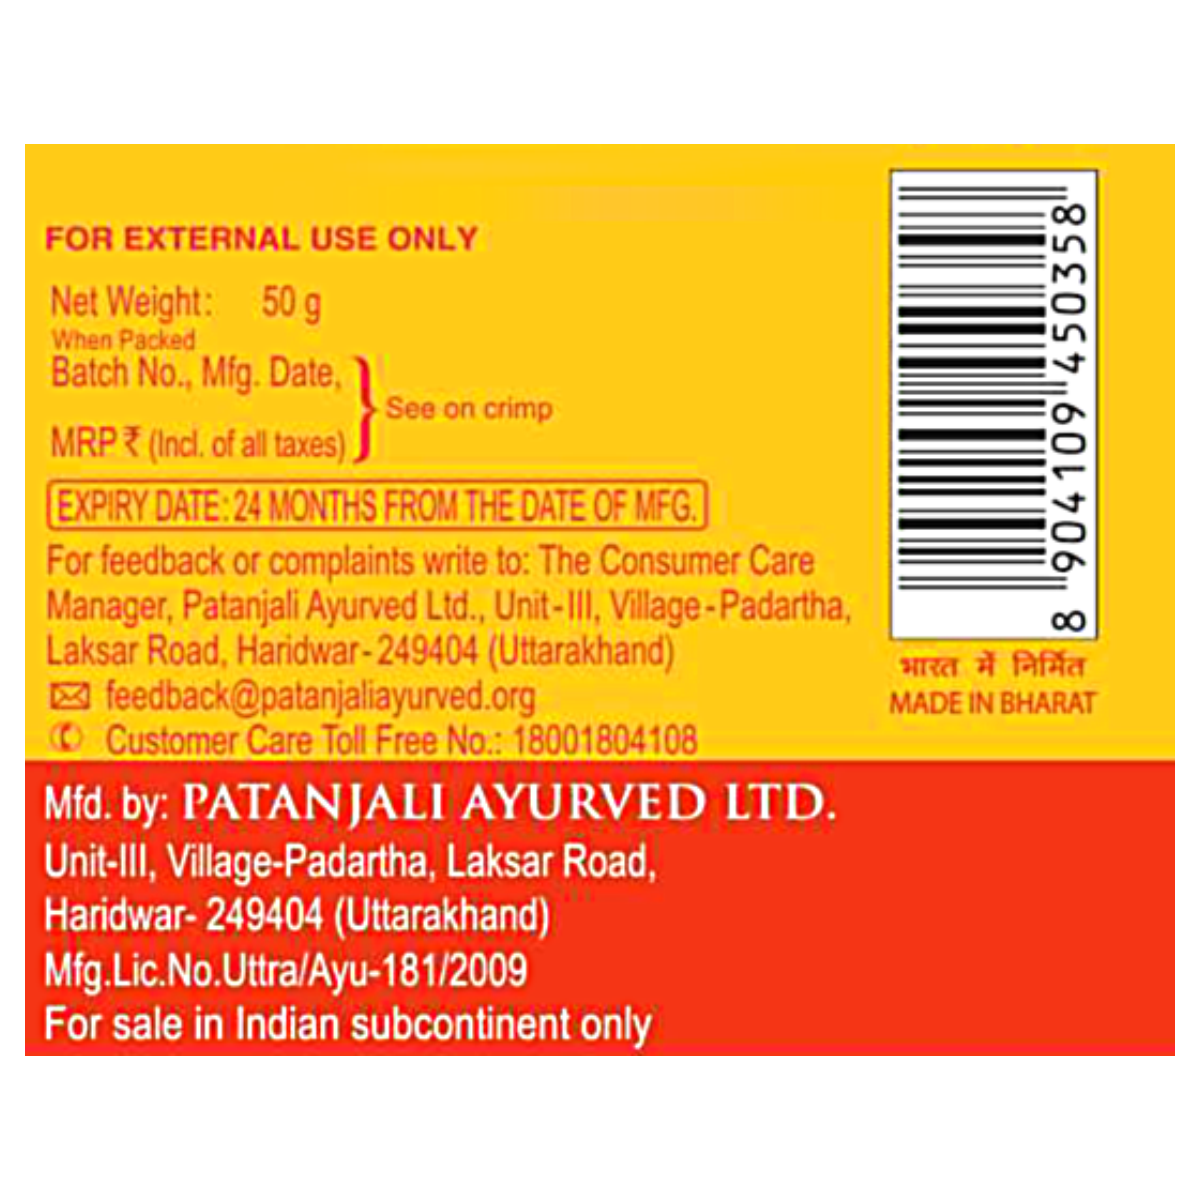 FOR EXTERNAL USE ONLY
Net Weight: 50 g
When Packed
Batch No., Mfg. Date,
MRP ₹ (Incl. of all taxes)
See on crimp
EXPIRY DATE: 24 MONTHS FROM THE DATE OF MFG.
For feedback or complaints write to: The Consumer Care
Manager, Patanjali Ayurved Ltd., Unit-III, Village-Padartha,
Laksar Road, Haridwar-249404 (Uttarakhand)
feedback@patanjaliayurved.org
Customer Care Toll Free No.: 18001804108
8 904109 450358
भारत में निर्मित
MADE IN BHARAT
Mfd. by: PATANJALI AYURVED LTD.
Unit-III, Village-Padartha, Laksar Road,
Haridwar- 249404 (Uttarakhand)
Mfg.Lic.No.Uttra/Ayu-181/2009
For sale in Indian subcontinent only